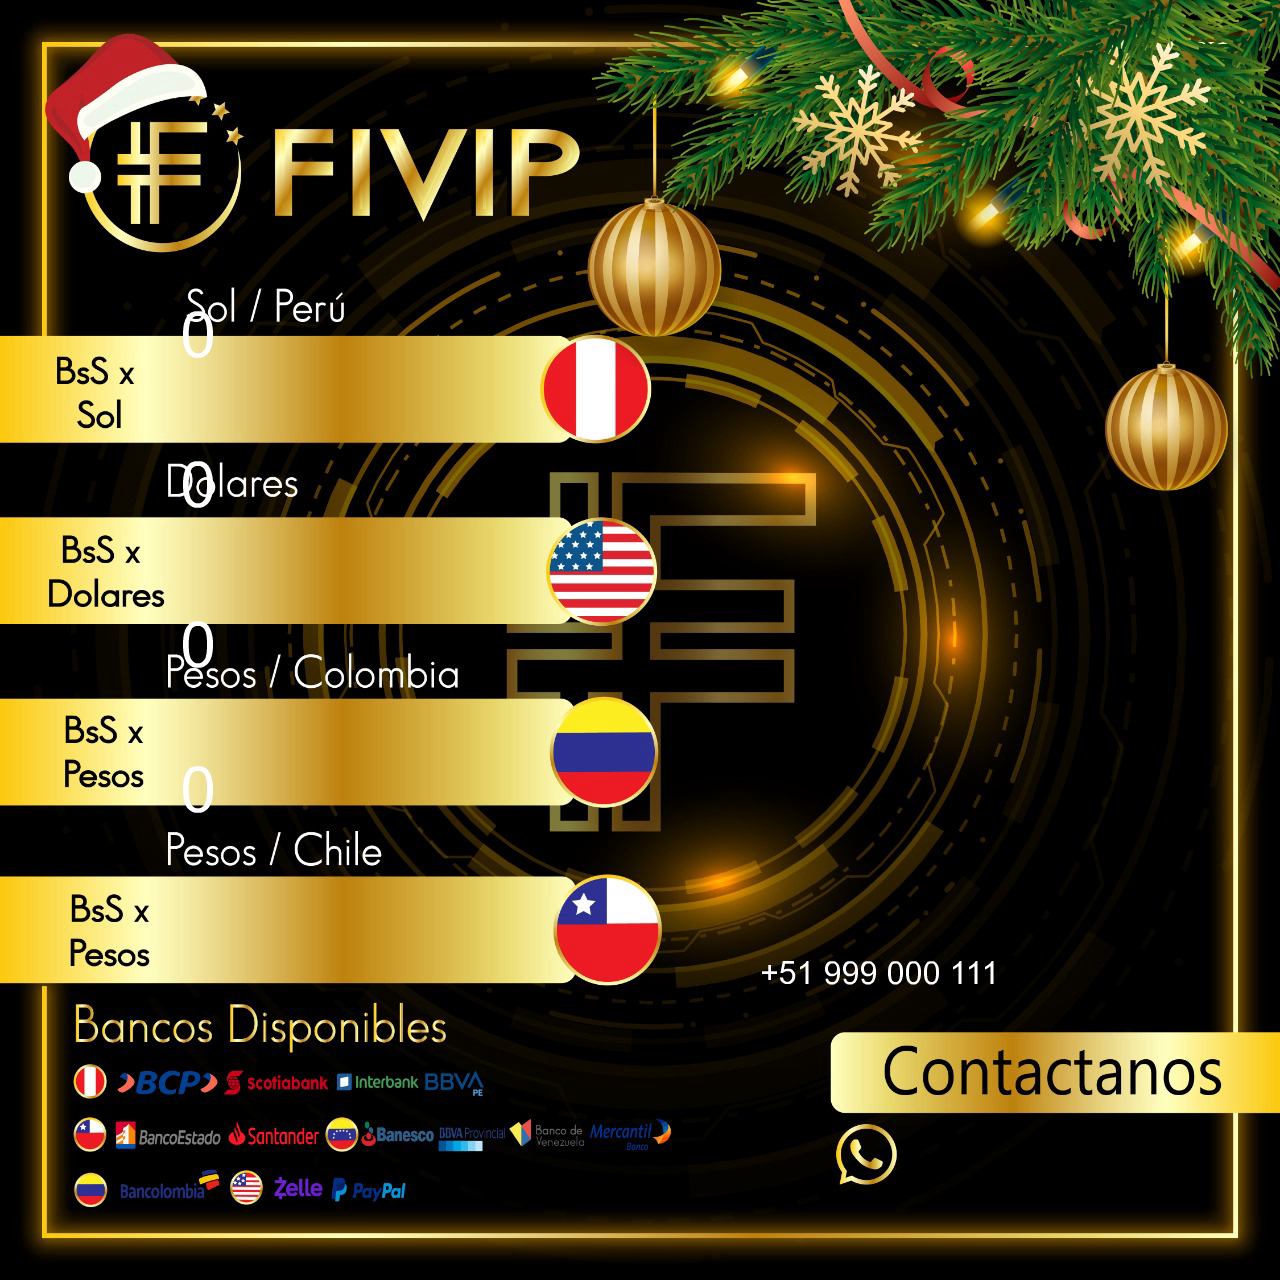 FIVIP
Sol / Perú
0
BsS x
Sol
Dolares
0
BsS x
Dolares
0
Pesos / Colombia
BsS x
Pesos
0
Pesos / Chile
BsS x
Pesos
+51 999 000 111
Bancos Disponibles
Contactanos
BCP Scotiabank Interbank BBVA
PE
BancoEstado Santander Banesco BBVA Provincial Banco de Venezuela Mercantil
Banco
Bancolombia Zelle PayPal